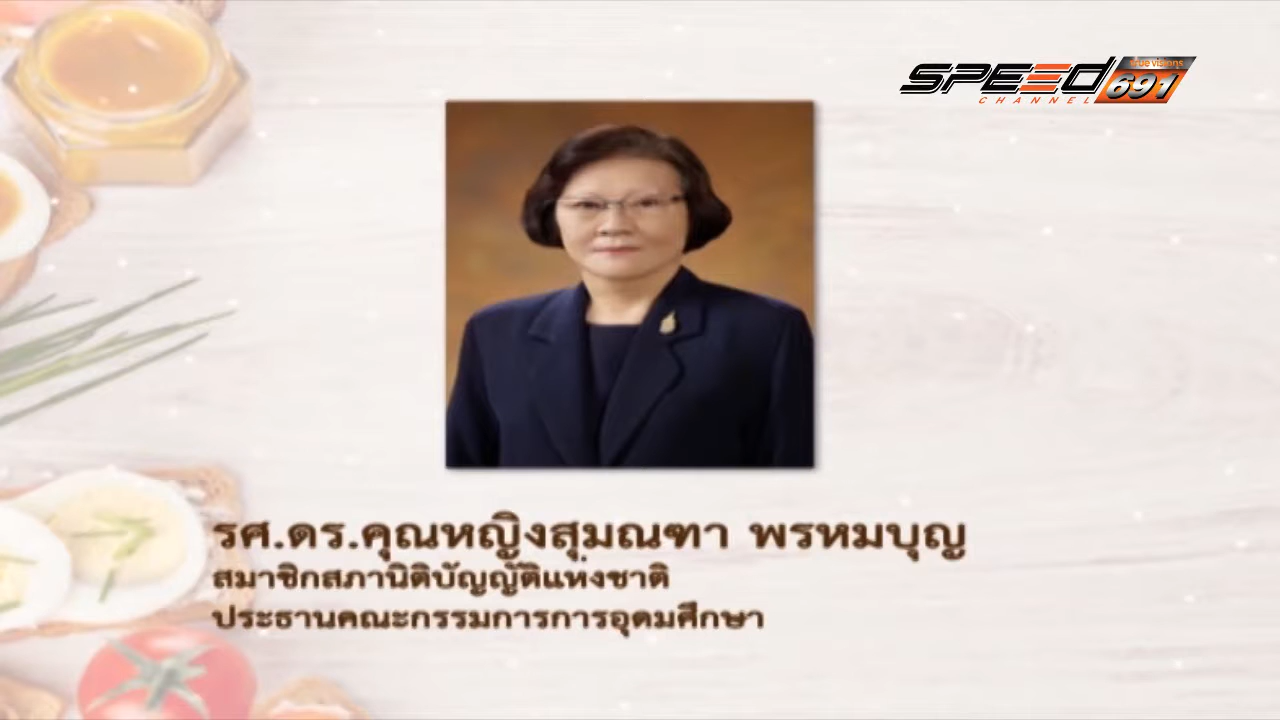 SPEED
true visions
CHANNEL 691
รศ.ดร.คุณหญิงสุมณฑา พรหมบุญ
สมาชิกสภานิติบัญญัติแห่งชาติ
ประธานคณะกรรมการการอุดมศึกษา